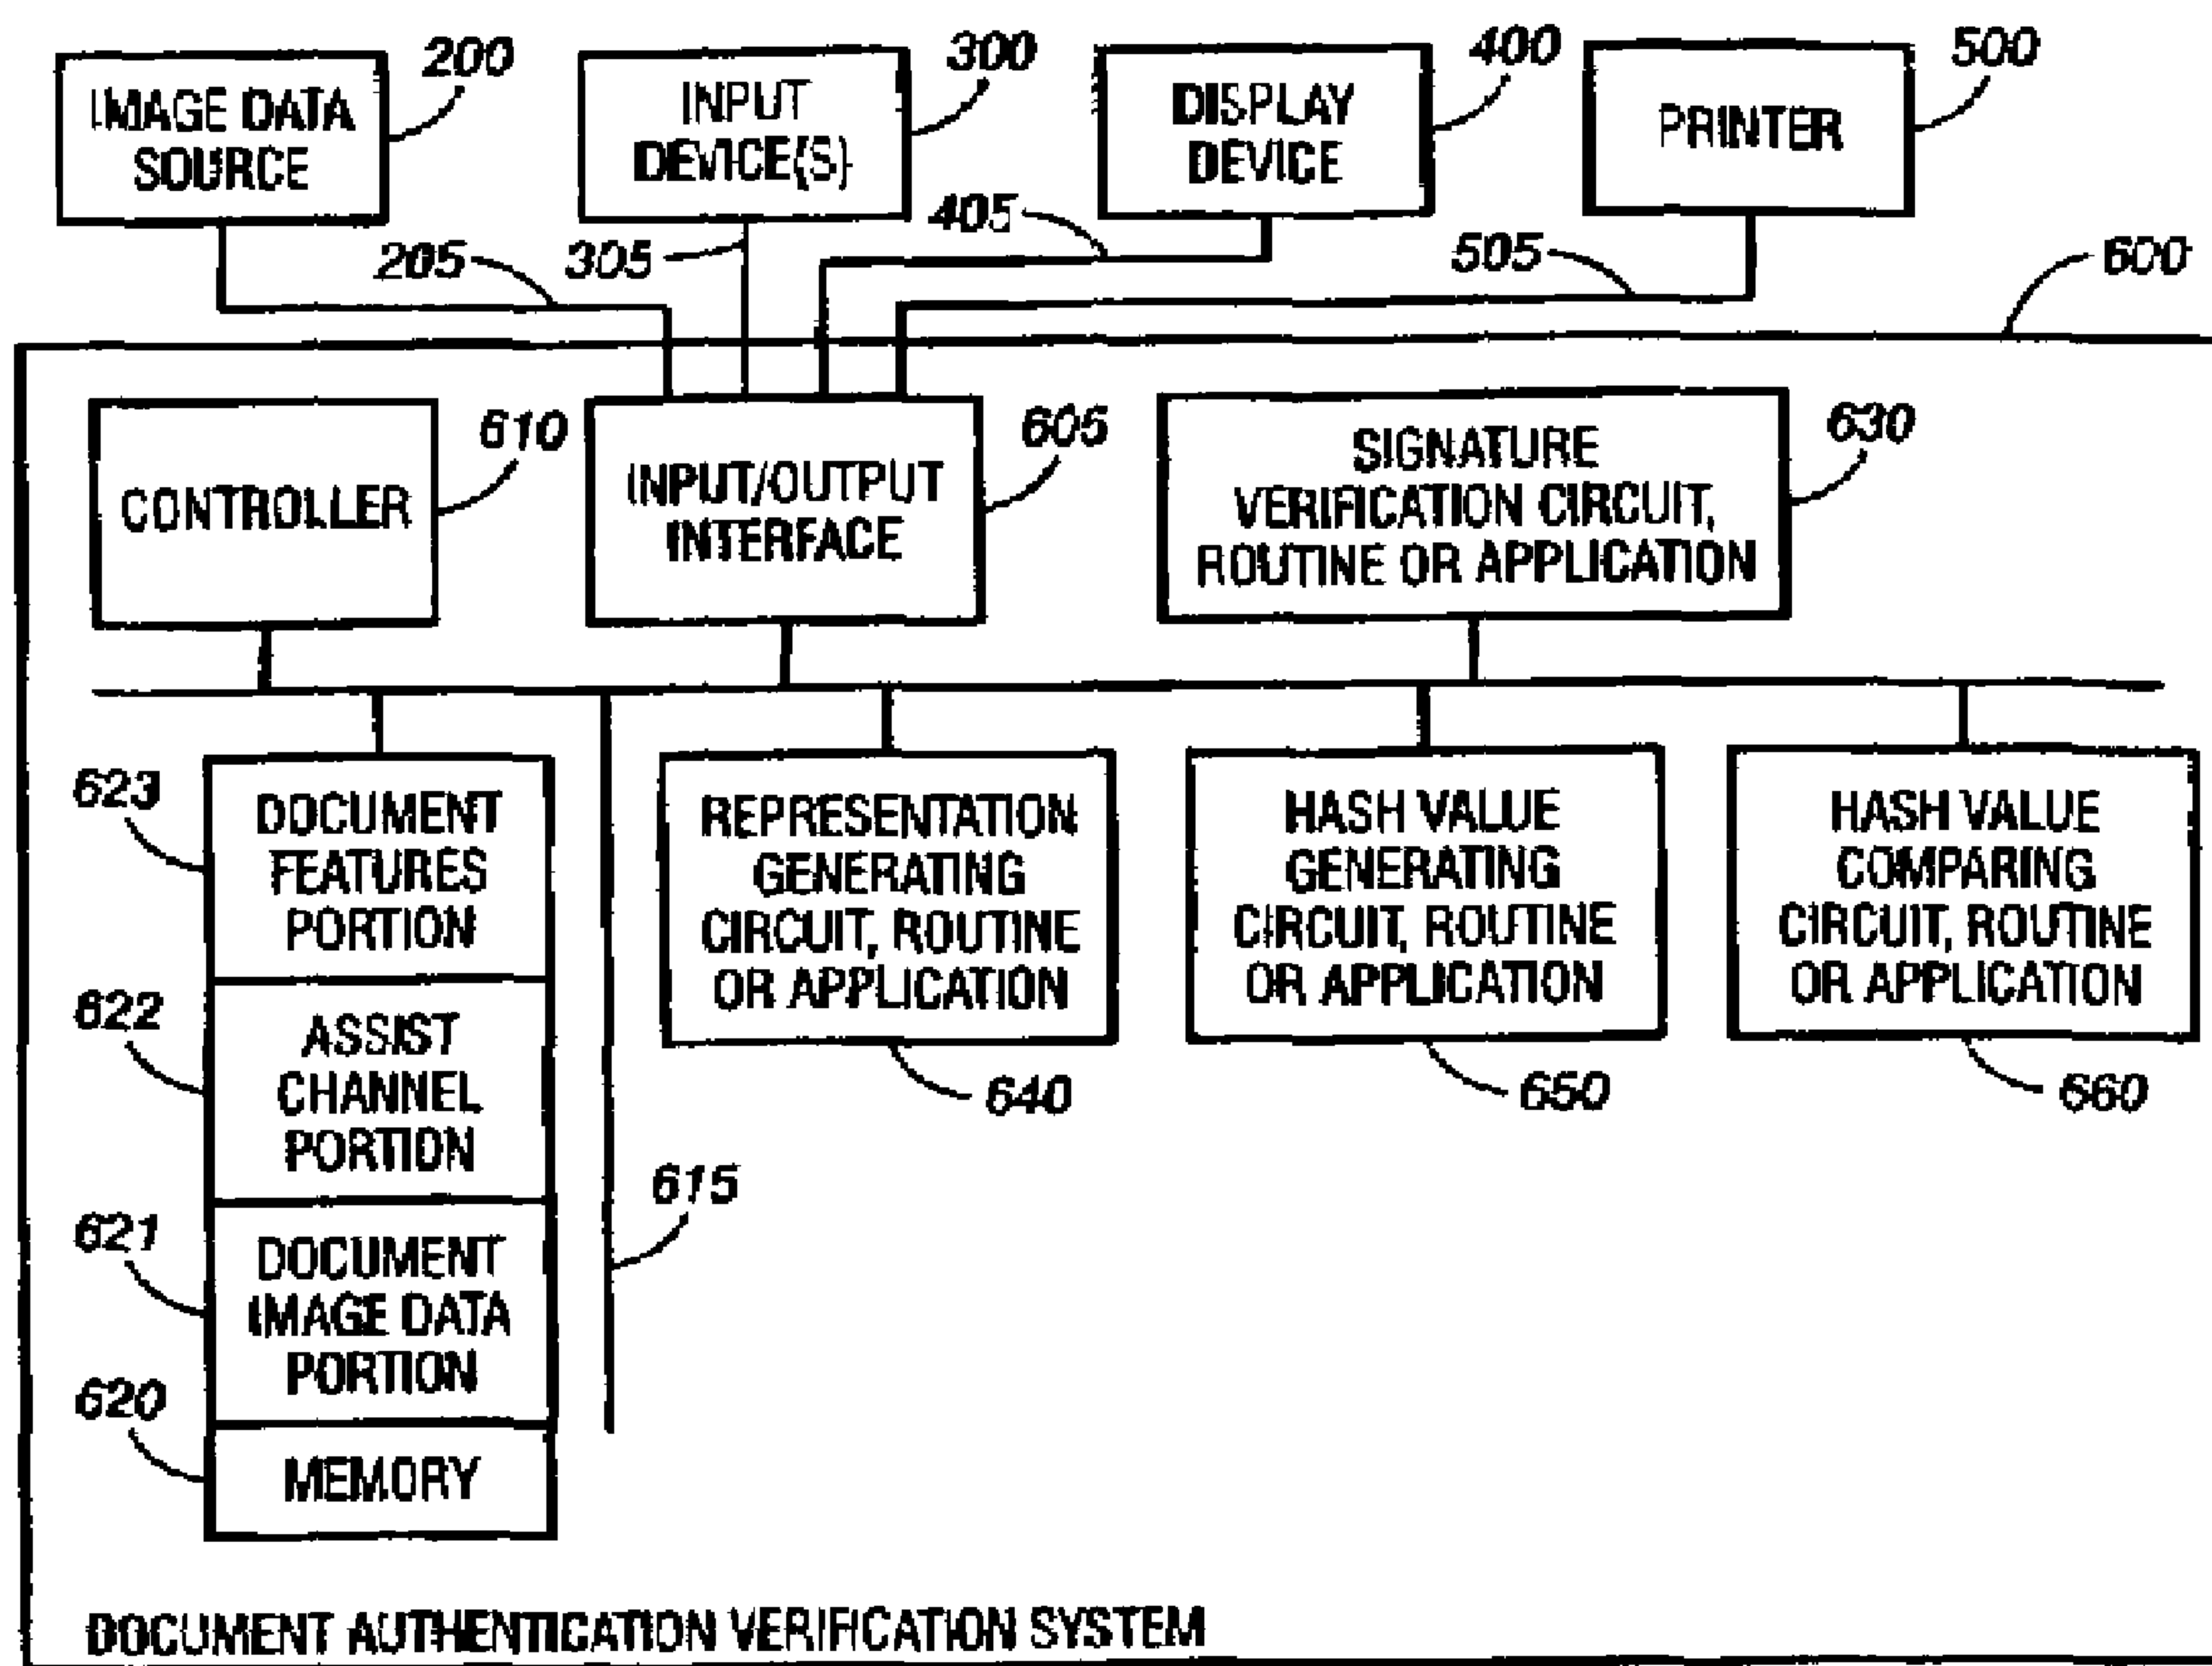 200
300
400
500
IMAGE DATA
SOURCE
INPUT
DEVICE(S)
DISPLAY
DEVICE
PRINTER
205
305
405
505
600
CONTROLLER
610
INPUT/OUTPUT
INTERFACE
605
SIGNATURE
VERIFICATION CIRCUIT,
ROUTINE OR APPLICATION
630
623
DOCUMENT
FEATURES
PORTION
622
ASSIST
CHANNEL
PORTION
621
DOCUMENT
IMAGE DATA
PORTION
620
MEMORY
615
REPRESENTATION
GENERATING
CIRCUIT, ROUTINE
OR APPLICATION
640
HASH VALUE
GENERATING
CIRCUIT, ROUTINE
OR APPLICATION
650
HASH VALUE
COMPARING
CIRCUIT, ROUTINE
OR APPLICATION
660
DOCUMENT AUTHENTICATION VERIFICATION SYSTEM